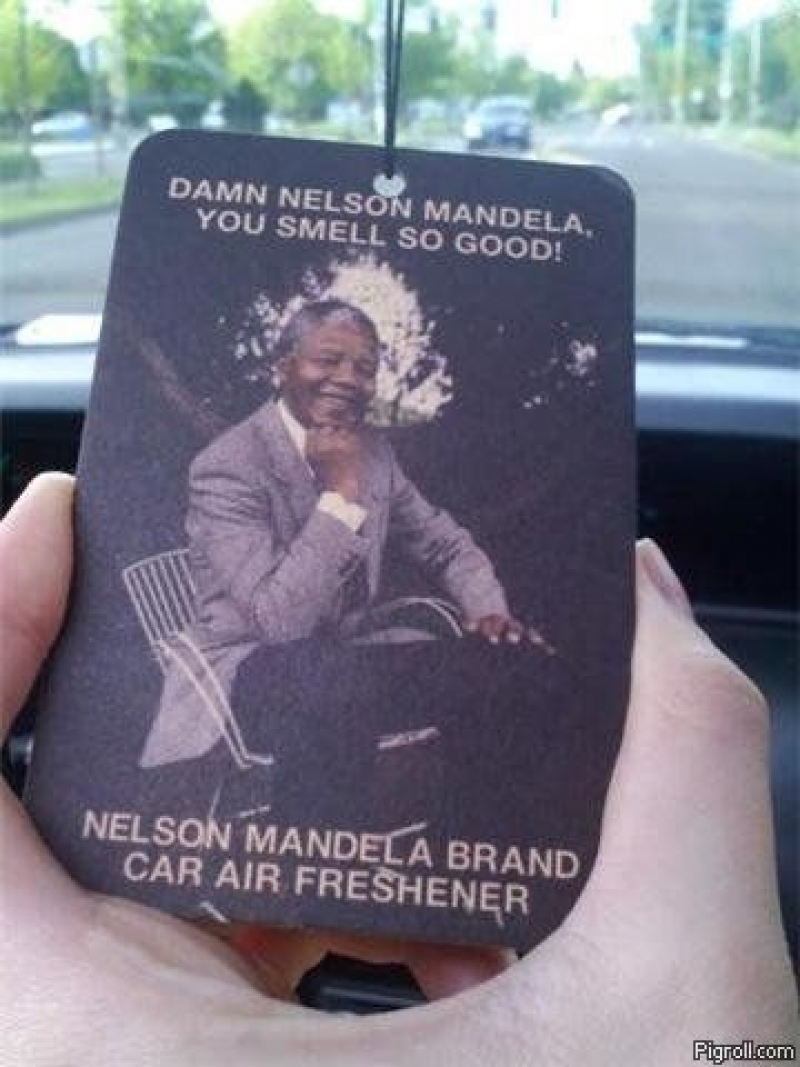 DAMN NELSON MANDELA,
YOU SMELL SO GOOD!
NELSON MANDELA BRAND
CAR AIR FRESHENER
Pigroll.com